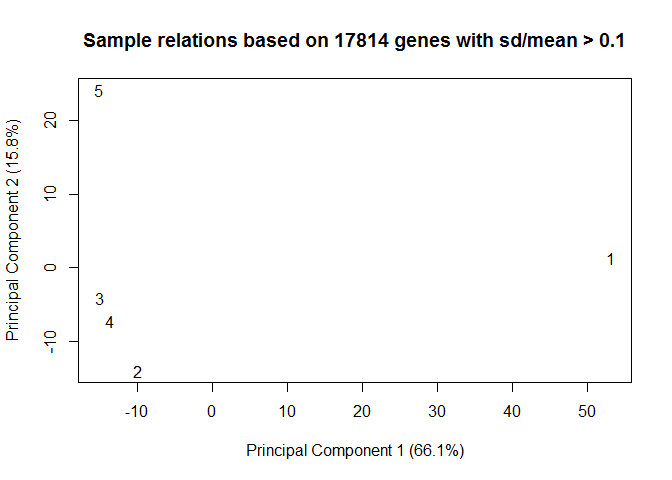 Sample relations based on 17814 genes with sd/mean > 0.1
Principal Component 2 (15.8%)
20
10
0
-10
5
1
3
4
2
-10 0 10 20 30 40 50
Principal Component 1 (66.1%)